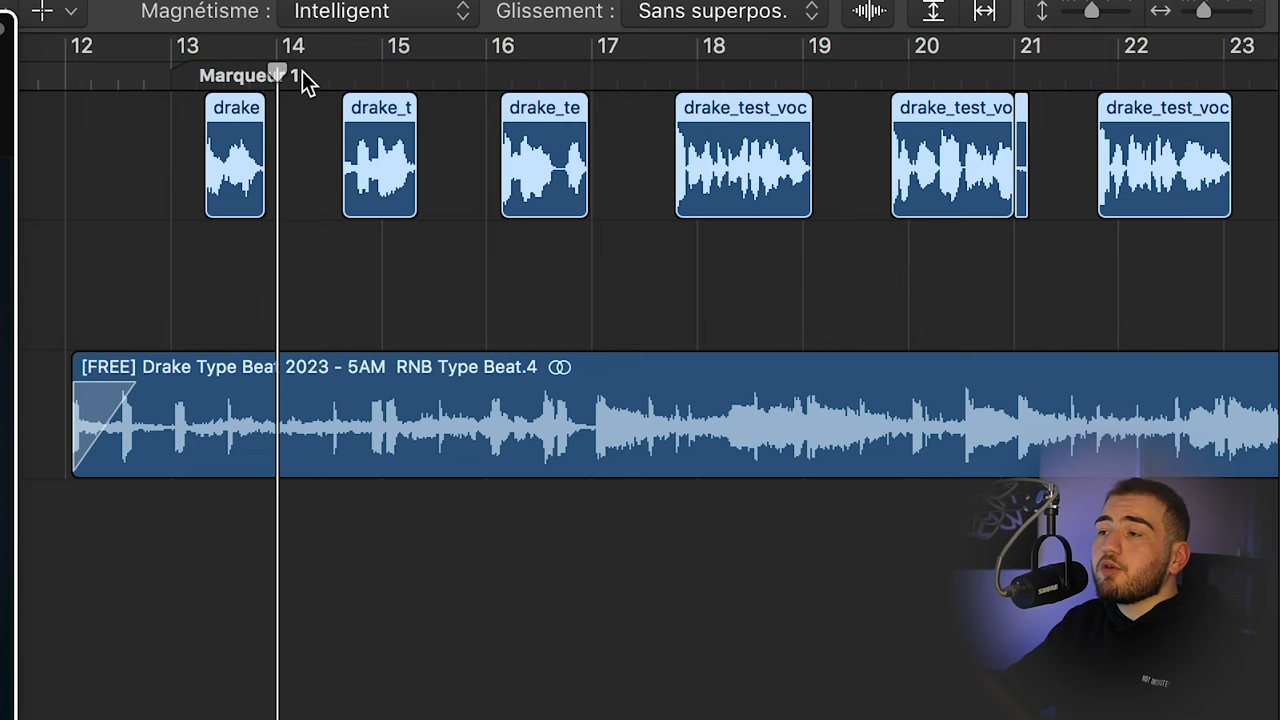 Magnétisme : Intelligent Glissement : Sans superpos.
12 13 14 15 16 17 18 19 20 21 22 23
Marqueur 1
drake drake_t drake_te drake_test_voc drake_test_vo drake_test_voc
[FREE] Drake Type Beat 2023 - 5AM RNB Type Beat.4
SHURE